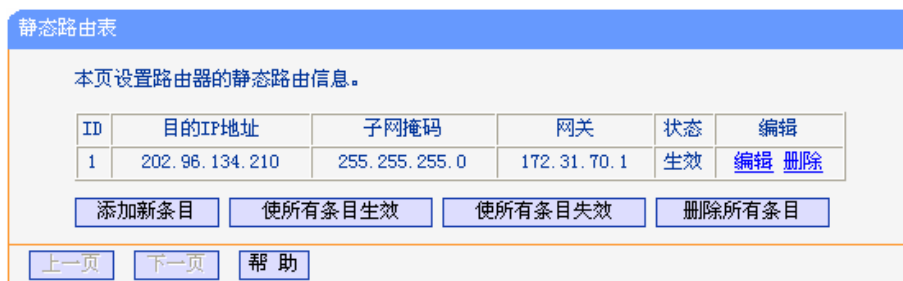 静态路由表
本页设置路由器的静态路由信息。
ID 目的IP地址 子网掩码 网关 状态 编辑
1 202.96.134.210 255.255.255.0 172.31.70.1 生效 编辑 删除
添加新条目 使所有条目生效 使所有条目失效 删除所有条目
上一页 下一页 帮 助